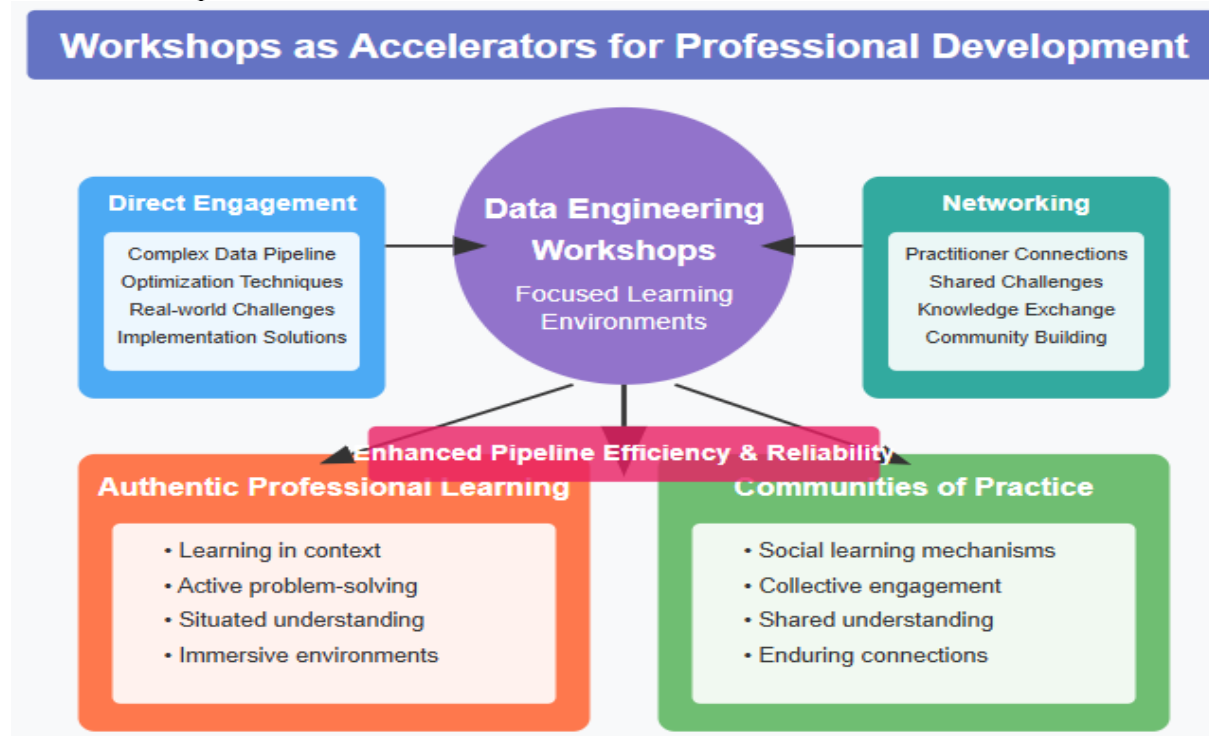 Workshops as Accelerators for Professional Development
Direct Engagement
Complex Data Pipeline
Optimization Techniques
Real-world Challenges
Implementation Solutions
Data Engineering
Workshops
Focused Learning
Environments
Networking
Practitioner Connections
Shared Challenges
Knowledge Exchange
Community Building
Enhanced Pipeline Efficiency & Reliability
Authentic Professional Learning
• Learning in context
• Active problem-solving
• Situated understanding
• Immersive environments
Communities of Practice
• Social learning mechanisms
• Collective engagement
• Shared understanding
• Enduring connections